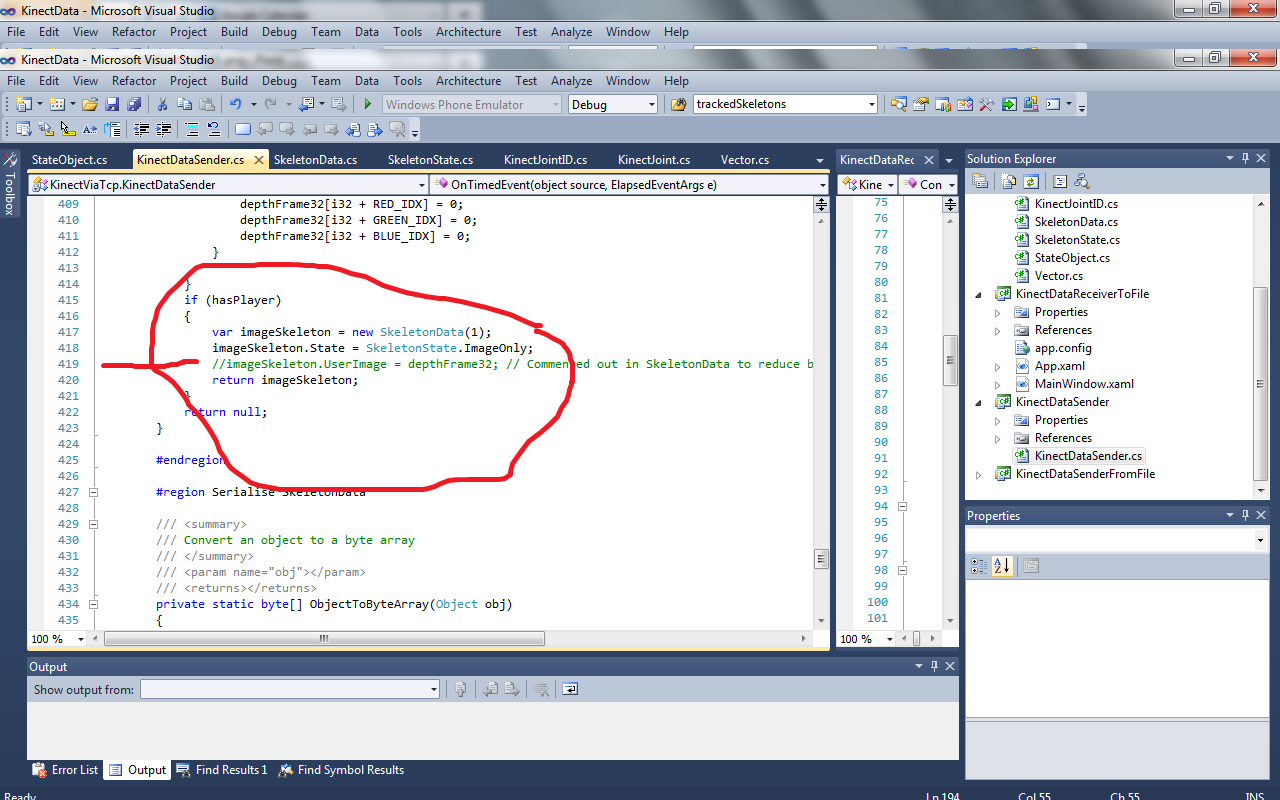 KinectData - Microsoft Visual Studio
File Edit View Refactor Project Build Debug Team Data Tools Architecture Test Analyze Window Help
KinectData - Microsoft Visual Studio
File Edit View Refactor Project Build Debug Team Data Tools Architecture Test Analyze Window Help
Windows Phone Emulator Debug trackedSkeletons
Toolbox
StateObject.cs KinectDataSender.cs SkeletonData.cs SkeletonState.cs KinectJointID.cs KinectJoint.cs Vector.cs
KinectViaTcp.KinectDataSender OnTimedEvent(object source, ElapsedEventArgs e)
409 depthFrame32[i32 + RED_IDX] = 0;
410 depthFrame32[i32 + GREEN_IDX] = 0;
411 depthFrame32[i32 + BLUE_IDX] = 0;
412 }
413
414 }
415 if (hasPlayer)
416 {
417 var imageSkeleton = new SkeletonData(1);
418 imageSkeleton.State = SkeletonState.ImageOnly;
419 //imageSkeleton.UserImage = depthFrame32; // Commented out in SkeletonData to reduce b
420 return imageSkeleton;
421 }
422 return null;
423 }
424
425 #endregion
426
427 #region Serialise SkeletonData
428
429 /// <summary>
430 /// Convert an object to a byte array
431 /// </summary>
432 /// <param name="obj"></param>
433 /// <returns></returns>
434 private static byte[] ObjectToByteArray(Object obj)
435 {
100 %
KinectDataRec
Kine Con
75
76
77
78
79
80
81
82
83
84
85
86
87
88
89
90
91
92
93
94
95
96
97
98
99
100
101
100 %
Solution Explorer
KinectJointID.cs
SkeletonData.cs
SkeletonState.cs
StateObject.cs
Vector.cs
KinectDataReceiverToFile
Properties
References
app.config
App.xaml
MainWindow.xaml
KinectDataSender
Properties
References
KinectDataSender.cs
KinectDataSenderFromFile
Properties
Output
Show output from:
Error List Output Find Results 1 Find Symbol Results
Ready Ln 194 Col 55 Ch 55 INS